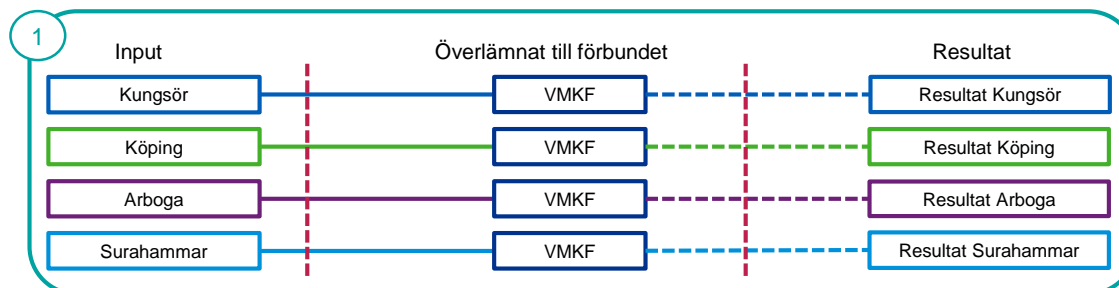 1
Input Överlämnat till förbundet Resultat
Kungsör VMKF Resultat Kungsör
Köping VMKF Resultat Köping
Arboga VMKF Resultat Arboga
Surahammar VMKF Resultat Surahammar